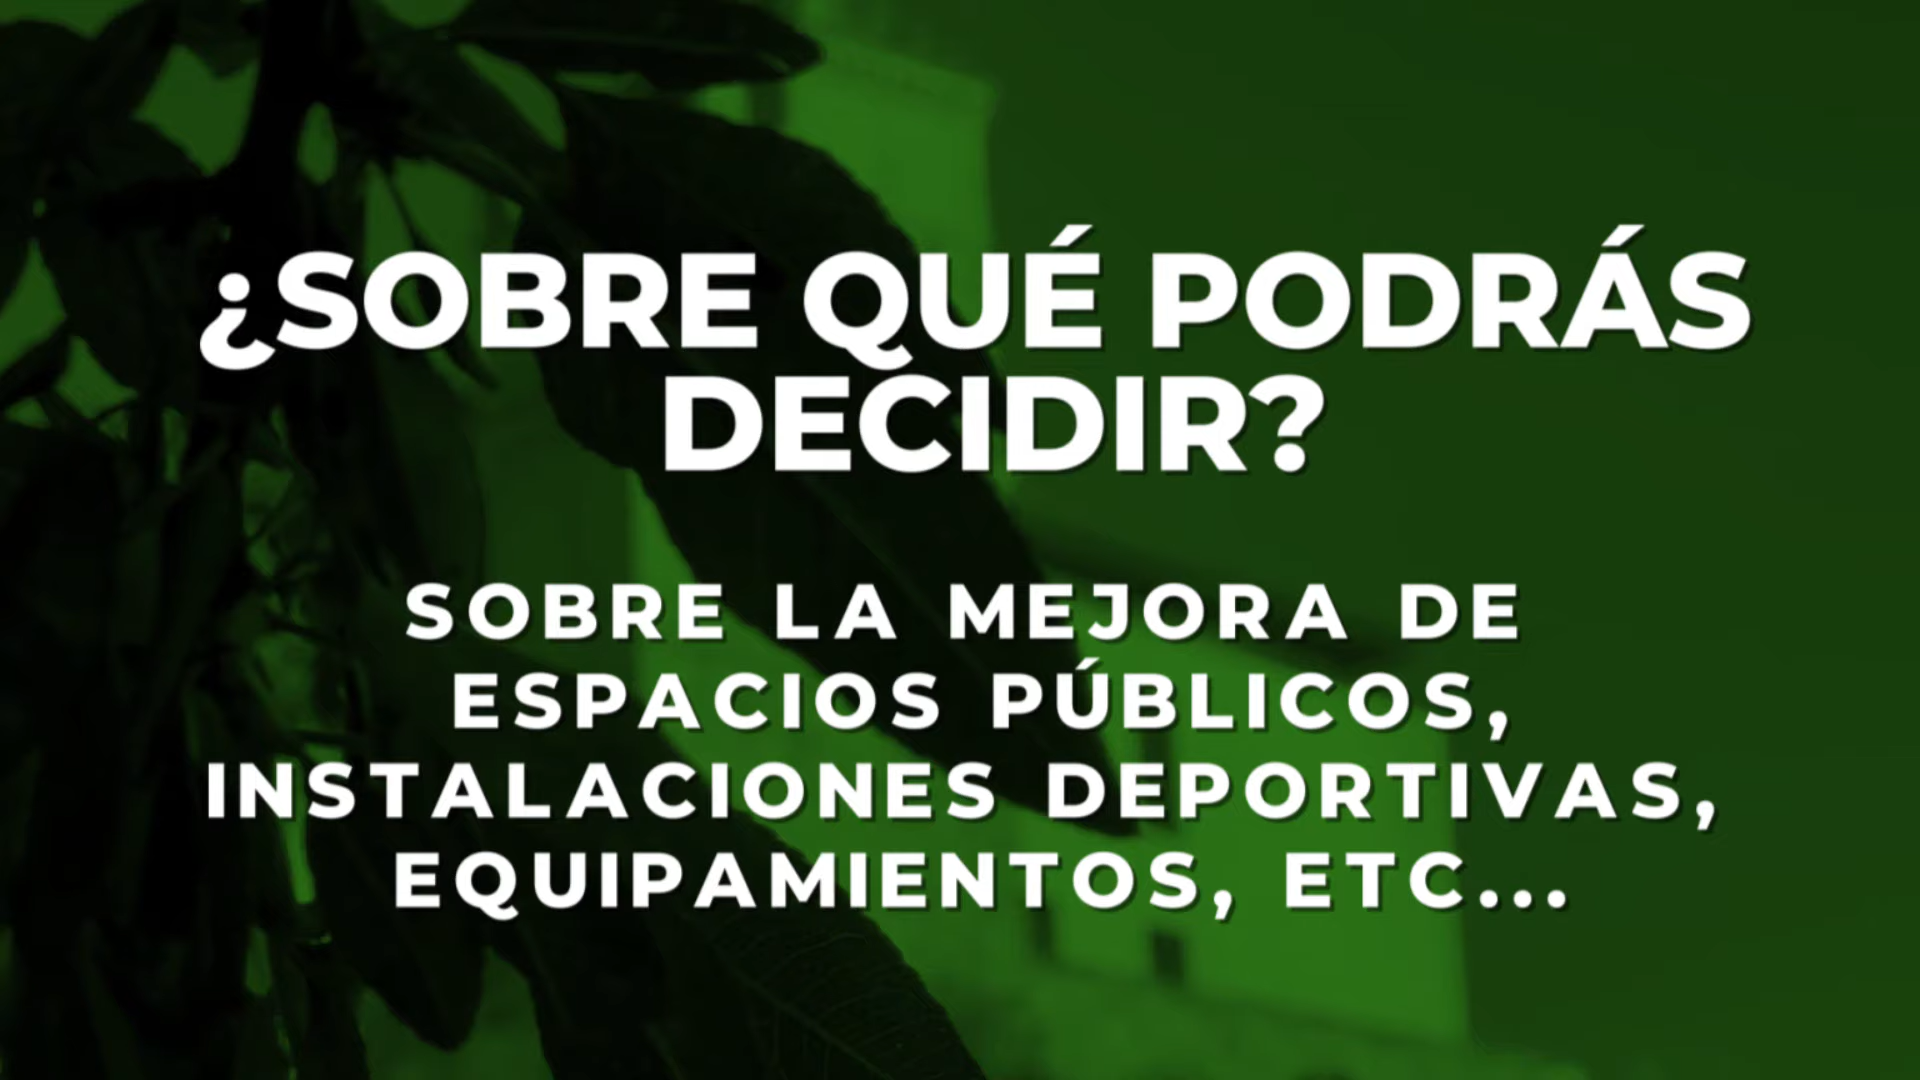 ¿SOBRE QUÉ PODRÁS
DECIDIR?
SOBRE LA MEJORA DE
ESPACIOS PÚBLICOS,
INSTALACIONES DEPORTIVAS,
EQUIPAMIENTOS, ETC...